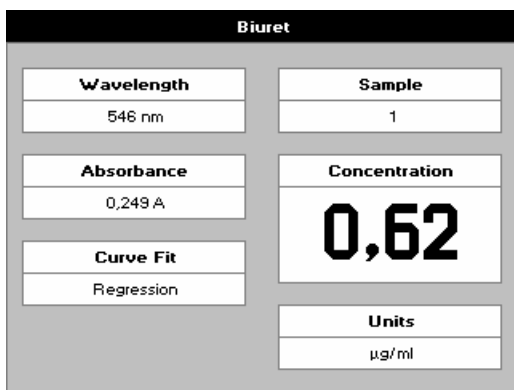 Biuret
Wavelength
546 nm
Absorbance
0,249 A
Curve Fit
Regression
Sample
1
Concentration
0,62
Units
µg/ml